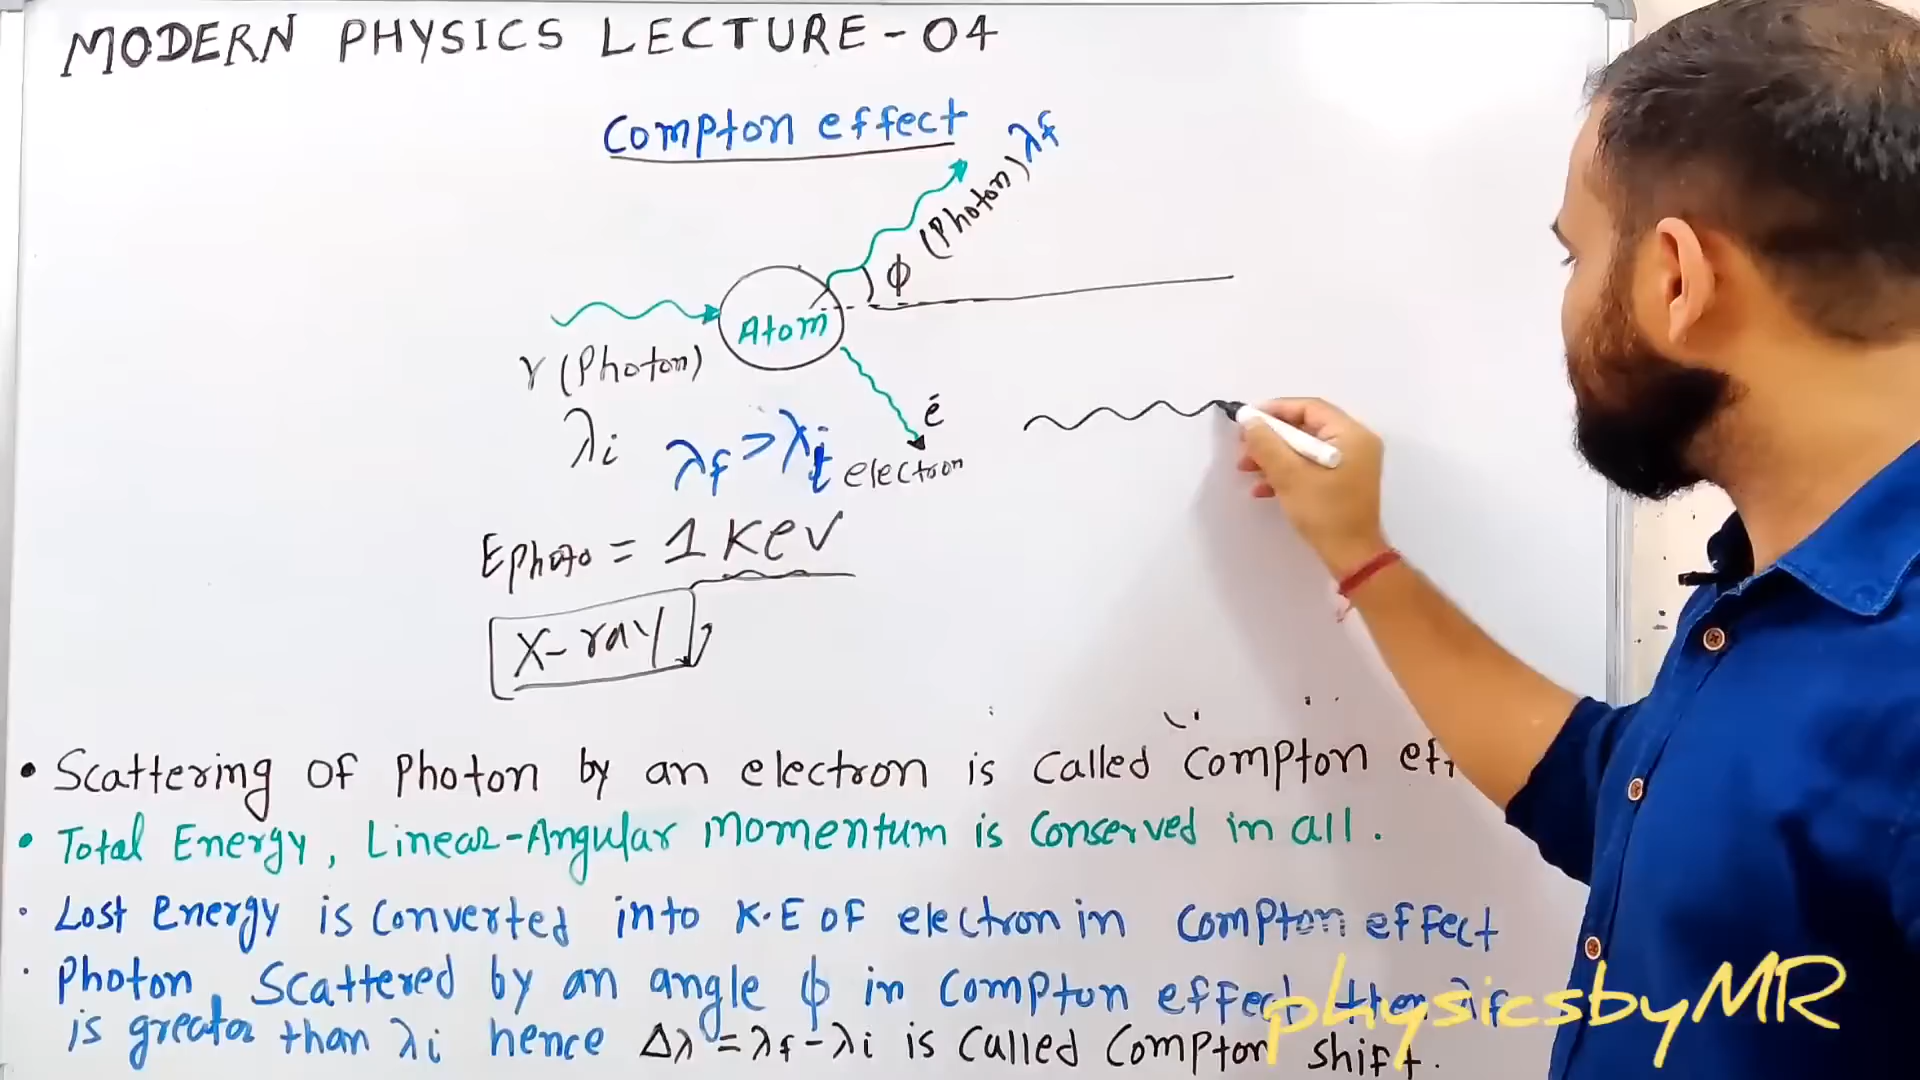 MODERN PHYSICS LECTURE-04
Compton effect
λf
(Photon)
ϕ
Atom
γ (Photon)
ē
λi
λf > λi
electron
Ephoto = 1 KeV
X-ray
• Scattering OF Photon by an electron is called Compton
• Total Energy, Linear-Angular Momentum is Conserved in all.
• Lost Energy is Converted into K.E OF electron in Compton effect
• Photon, Scattered by an angle ϕ in Compton effect then λf
is greater than λi hence Δλ = λf - λi is called Compton shift.
physicsbyMR